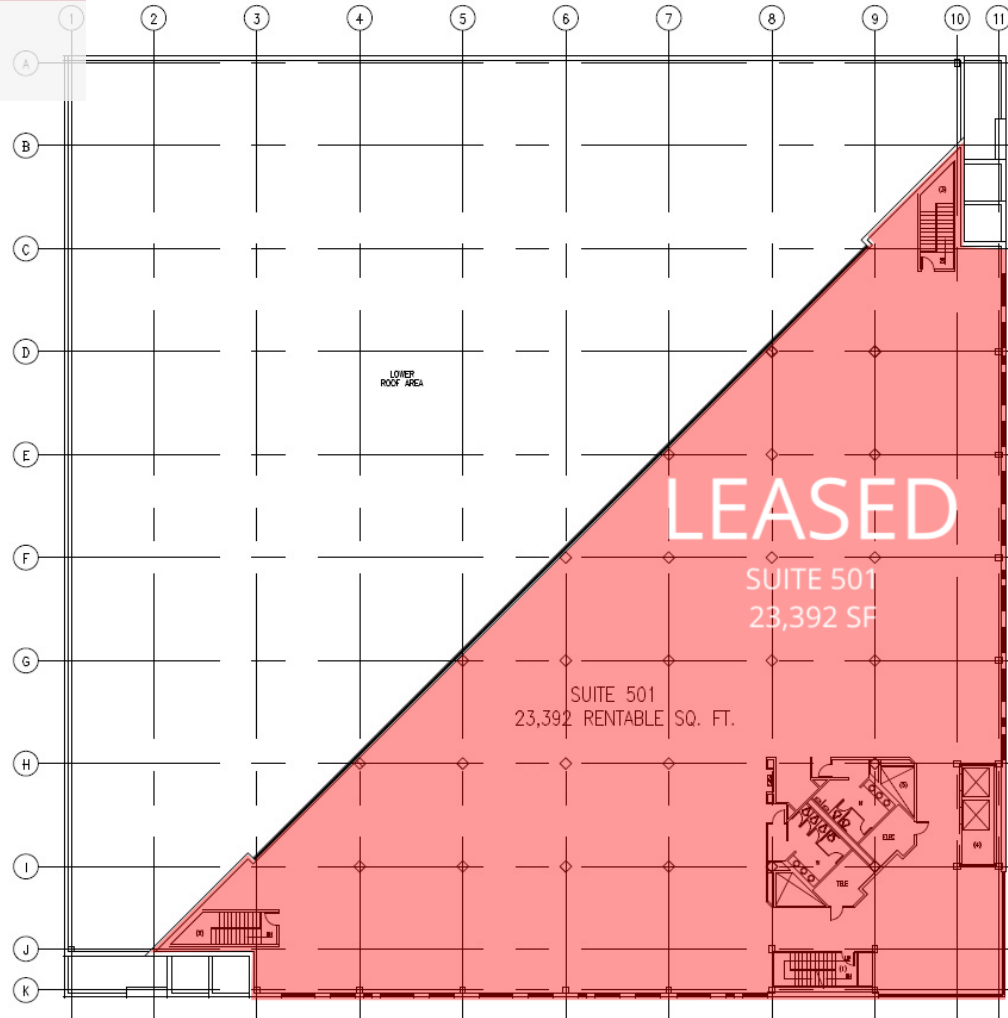 1 2 3 4 5 6 7 8 9 10 11
A
B
C
D
LOWER
ROOF AREA
E
LEASED
F
SUITE 501
23,392 SF
G
SUITE 501
23,392 RENTABLE SQ. FT.
H
ELEC
I
TELE
J
UP
K